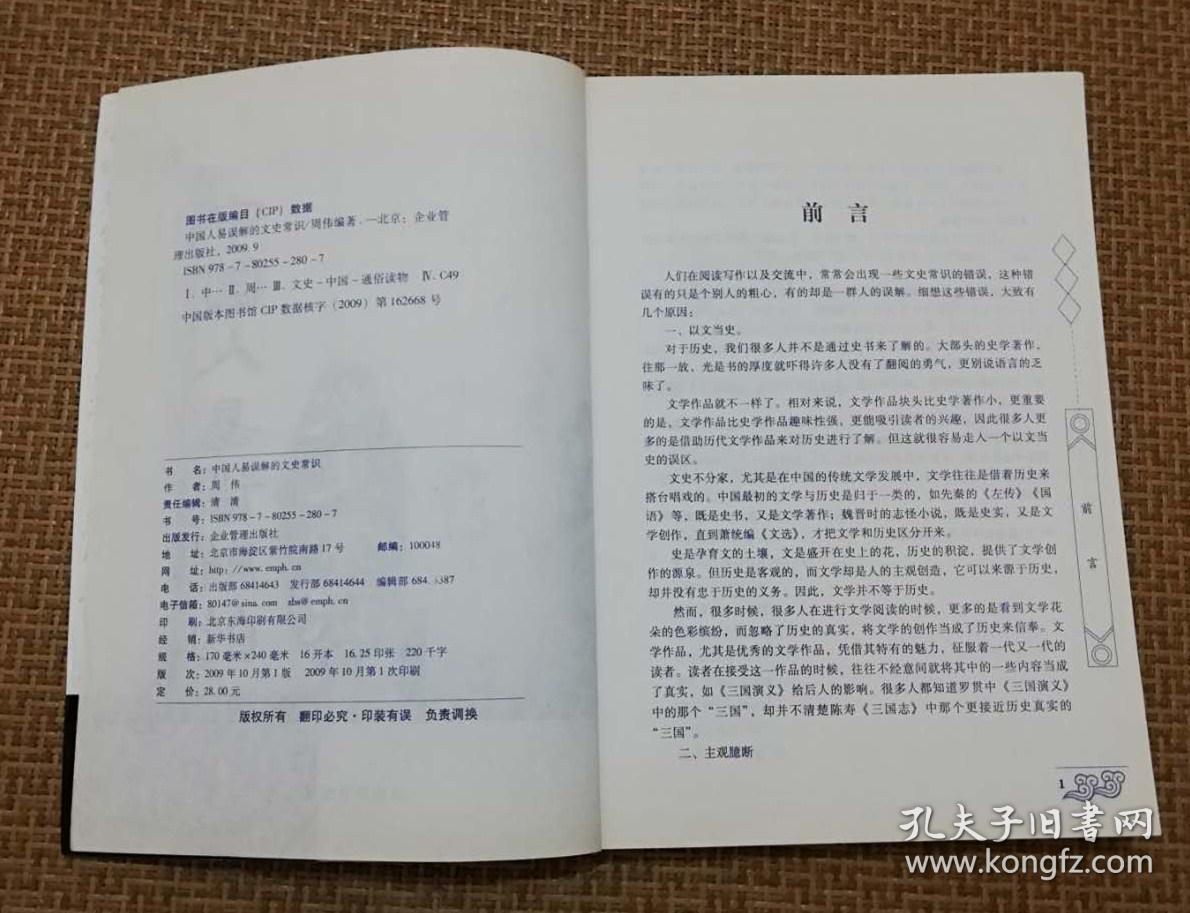 图书在版编目(CIP)数据
中国人易误解的文史常识/周伟编著.—北京:企业管
理出版社,2009.9
ISBN 978-7-80255-280-7
Ⅰ.中… Ⅱ.周… Ⅲ.文史-中国-通俗读物 Ⅳ.C49
中国版本图书馆CIP数据核字(2009)第162668号
书 名:中国人易误解的文史常识
作 者:周 伟
责任编辑:清 清
书 号:ISBN 978-7-80255-280-7
出版发行:企业管理出版社
地 址:北京市海淀区紫竹院南路17号 邮编:100048
网 址:http://www.emph.cn
电 话:出版部 68414643 发行部 68414644 编辑部 684 387
电子信箱:80147@sina.com zbs@emph.cn
印 刷:北京东海印刷有限公司
经 销:新华书店
规 格:170毫米×240毫米 16开本 16.25印张 220千字
版 次:2009年10月第1版 2009年10月第1次印刷
定 价:28.00元
版权所有 翻印必究·印装有误 负责调换
前 言
人们在阅读写作以及交流中,常常会出现一些文史常识的错误,这种错
误有的只是个别人的粗心,有的却是一群人的误解。细想这些错误,大致有
几个原因:
一、以文当史。
对于历史,我们很多人并不是通过史书来了解的。大部头的史学著作,
往那一放,光是书的厚度就吓得许多人没有了翻阅的勇气,更别说语言的乏
味了。
文学作品就不一样了。相对来说,文学作品块头比史学著作小,更重要
的是,文学作品比史学作品趣味性强,更能吸引读者的兴趣,因此很多人更
多的是借助历代文学作品来对历史进行了解。但这就很容易走入一个以文当
史的误区。
文史不分家,尤其是在中国的传统文学发展中,文学往往是借着历史来
搭台唱戏的。中国最初的文学与历史是归于一类的,如先秦的《左传》《国
语》等,既是史书,又是文学著作;魏晋时的志怪小说,既是史实,又是文
学创作,直到萧统编《文选》,才把文学和历史区分开来。
史是孕育文的土壤,文是盛开在史上的花,历史的积淀,提供了文学创
作的源泉。但历史是客观的,而文学却是人的主观创造,它可以来源于历史,
却并没有忠于历史的义务。因此,文学并不等于历史。
然而,很多时候,很多人在进行文学阅读的时候,更多的是看到文学花
朵的色彩缤纷,而忽略了历史的真实,将文学的创作当成了历史来信奉。文
学作品,尤其是优秀的文学作品,凭借其特有的魅力,征服着一代又一代的
读者。读者在接受这一作品的时候,往往不经意间就将其中的一些内容当成
了真实,如《三国演义》给后人的影响。很多人都知道罗贯中《三国演义》
中的那个“三国”,却并不清楚陈寿《三国志》中那个更接近历史真实的
“三国”。
二、主观臆断
前
言
1
孔夫子旧书网
www.kongfz.com